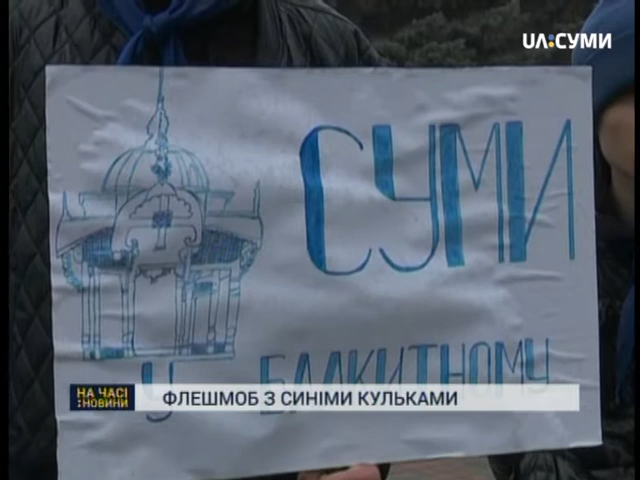 UA:СУМИ
СУМИ
У БЛАКИТНОМУ
НА ЧАСІ
:НОВИНИ
ФЛЕШМОБ З СИНІМИ КУЛЬКАМИ